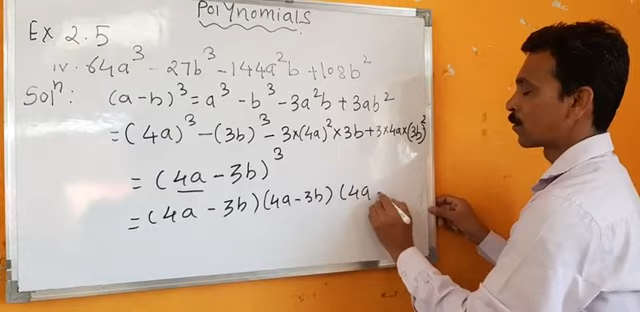 Polynomials
Ex 2.5
iv. 64a³ - 27b³ - 144a²b + 108b²
Solⁿ: (a-b)³ = a³ - b³ - 3a²b + 3ab²
= (4a)³ - (3b)³ - 3×(4a)² × 3b + 3×4a×(3b)²
= (4a - 3b)³
= (4a - 3b)(4a - 3b)(4a